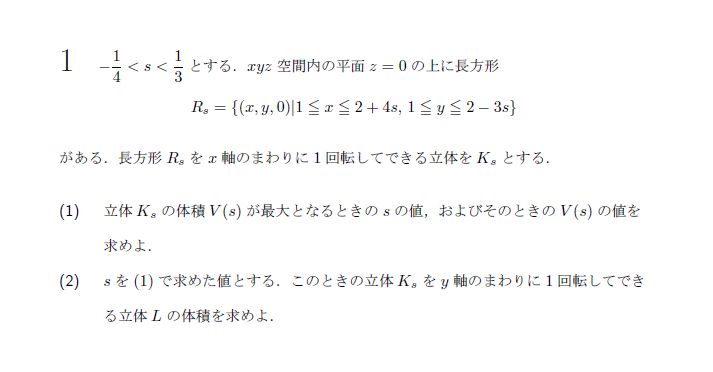 1 $-\frac{1}{4} < s < \frac{1}{3}$ とする．xyz 空間内の平面 z = 0 の上に長方形
$R_s = \{(x, y, 0) | 1 \leqq x \leqq 2 + 4s, 1 \leqq y \leqq 2 - 3s\}$
がある．長方形 $R_s$ を x 軸のまわりに 1 回転してできる立体を $K_s$ とする．
(1) 立体 $K_s$ の体積 V(s) が最大となるときの s の値，およびそのときの V(s) の値を
求めよ．
(2) s を (1) で求めた値とする．このときの立体 $K_s$ を y 軸のまわりに 1 回転してでき
る立体 L の体積を求めよ．